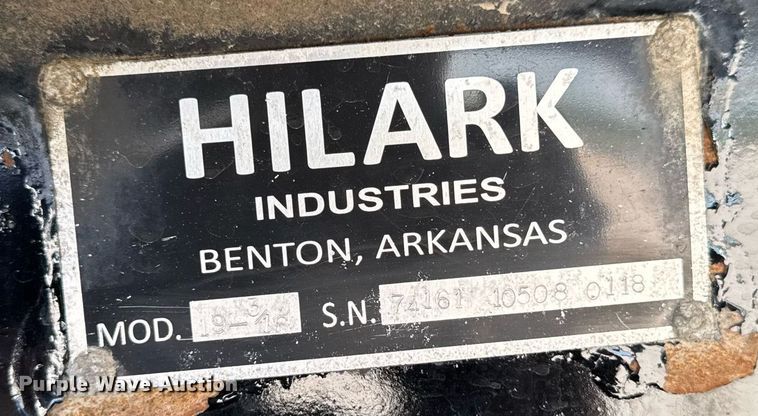 HILARK
INDUSTRIES
BENTON, ARKANSAS
MOD. S.N. 74161 10508 0118
Purple Wave Auction